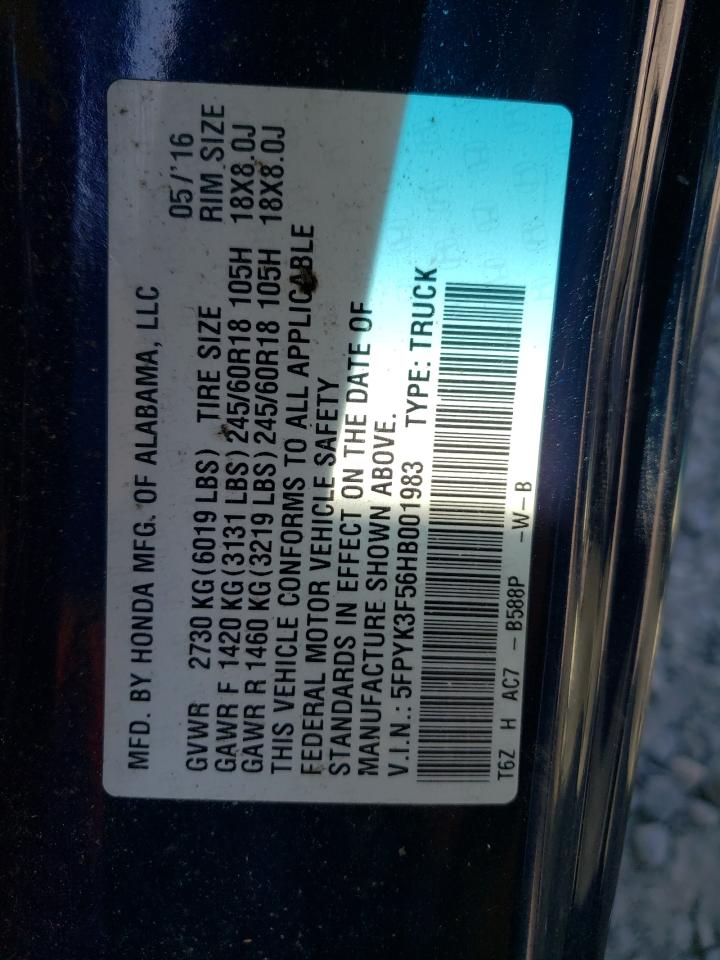 MFD. BY HONDA MFG. OF ALABAMA, LLC 05/'16
GVWR 2730 KG(6019 LBS) TIRE SIZE RIM SIZE
GAWR F 1420 KG(3131 LBS) 245/60R18 105H 18X8.0J
GAWR R 1460 KG(3219 LBS) 245/60R18 105H 18X8.0J
THIS VEHICLE CONFORMS TO ALL APPLICABLE
FEDERAL MOTOR VEHICLE SAFETY
STANDARDS IN EFFECT ON THE DATE OF
MANUFACTURE SHOWN ABOVE.
V.I.N.: 5FPYK3F56HB001983 TYPE: TRUCK
T6Z H AC7 -B588P -W-B